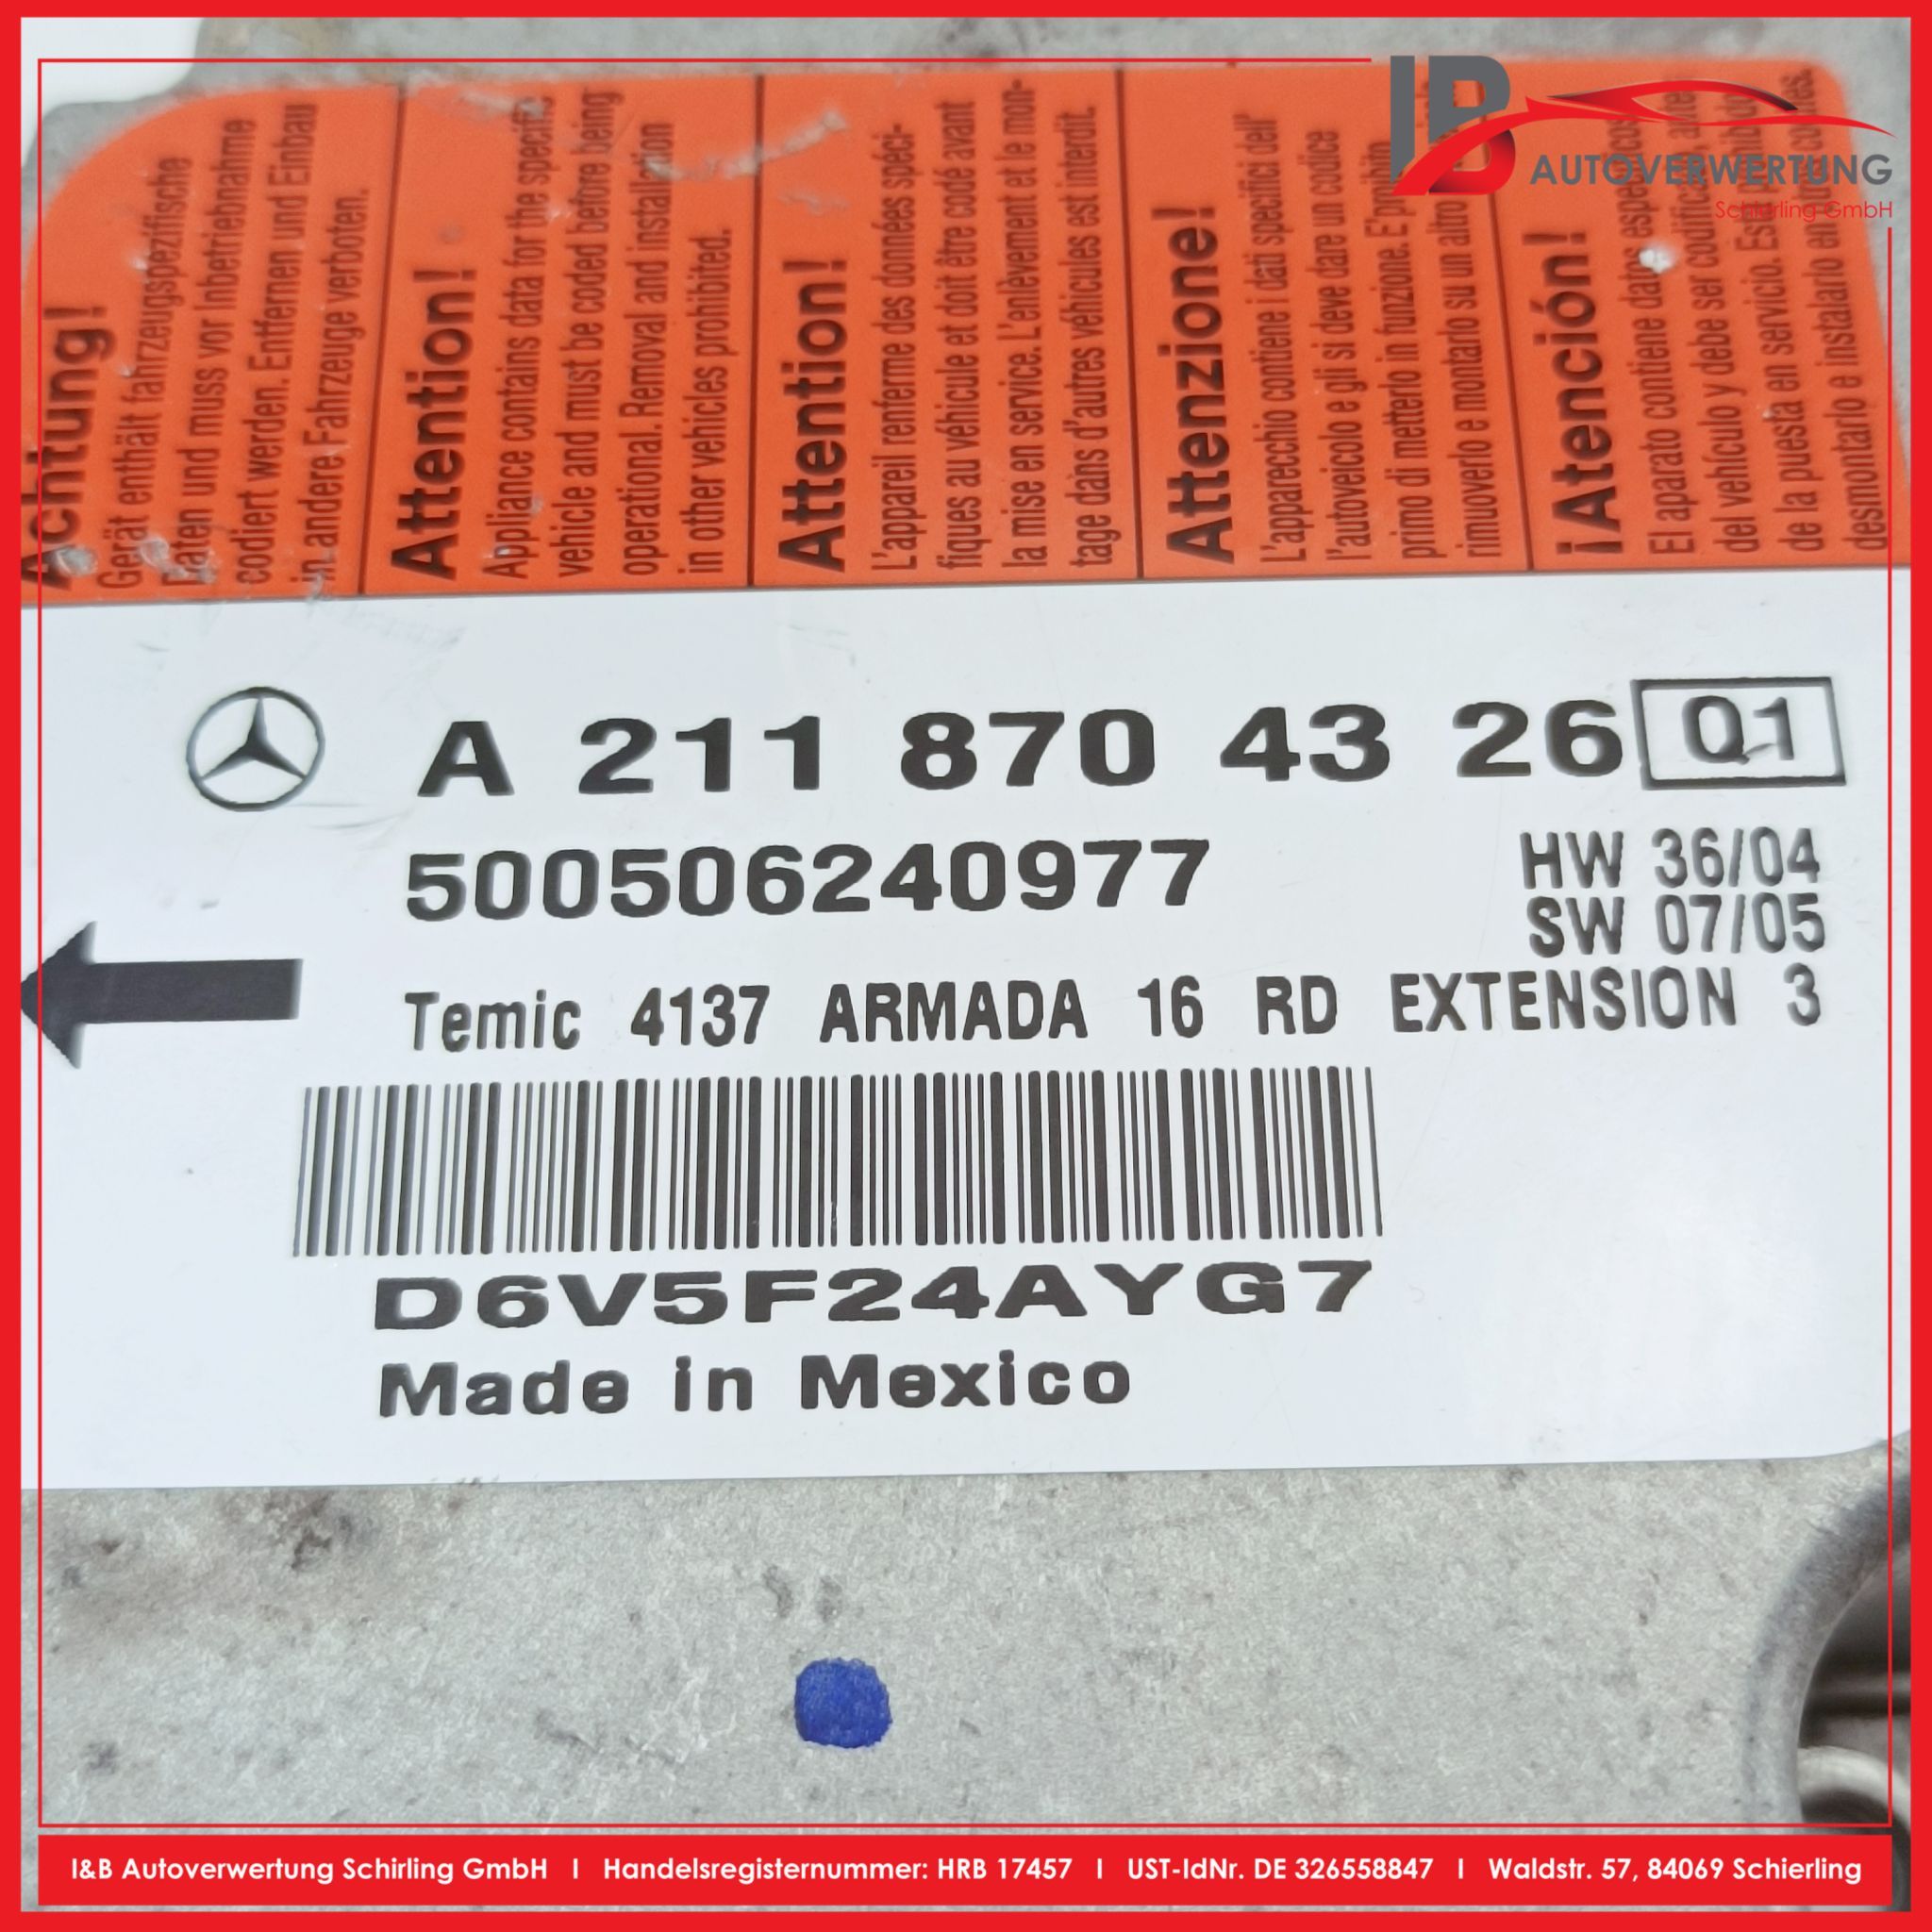 IB
AUTOVERWERTUNG
Schierling GmbH
Achtung!
Gerät enthält fahrzeugspezifische
Daten und muss vor Inbetriebnahme
codiert werden. Entfernen und Einbau
in andere Fahrzeuge verboten.
Attention!
Appliance contains data for the specific
vehicle and must be coded before being
operational. Removal and installation
in other vehicles prohibited.
Attention!
L'appareil renferme des données spéci-
fiques au véhicule et doit être codé avant
la mise en service. L'enlèvement et le mon-
tage dans d'autres véhicules est interdit.
Attenzione!
L'apparecchio contiene i dati specifici dell'
l'autoveicolo e gli si deve dare un codice
primo di metterlo in funzione. E'
rimuoverlo e montarlo su un altro
¡Atención!
El aparato contiene datos
del vehículo y debe ser
de la puesta en servicio.
desmontarlo e instalarlo en
A 211 870 43 26 Q1
500506240977
HW 36/04
SW 07/05
Temic 4137 ARMADA 16 RD EXTENSION 3
D6V5F24AYG7
Made in Mexico
I&B Autoverwertung Schirling GmbH I Handelsregisternummer: HRB 17457 I UST-IdNr. DE 326558847 I Waldstr. 57, 84069 Schierling